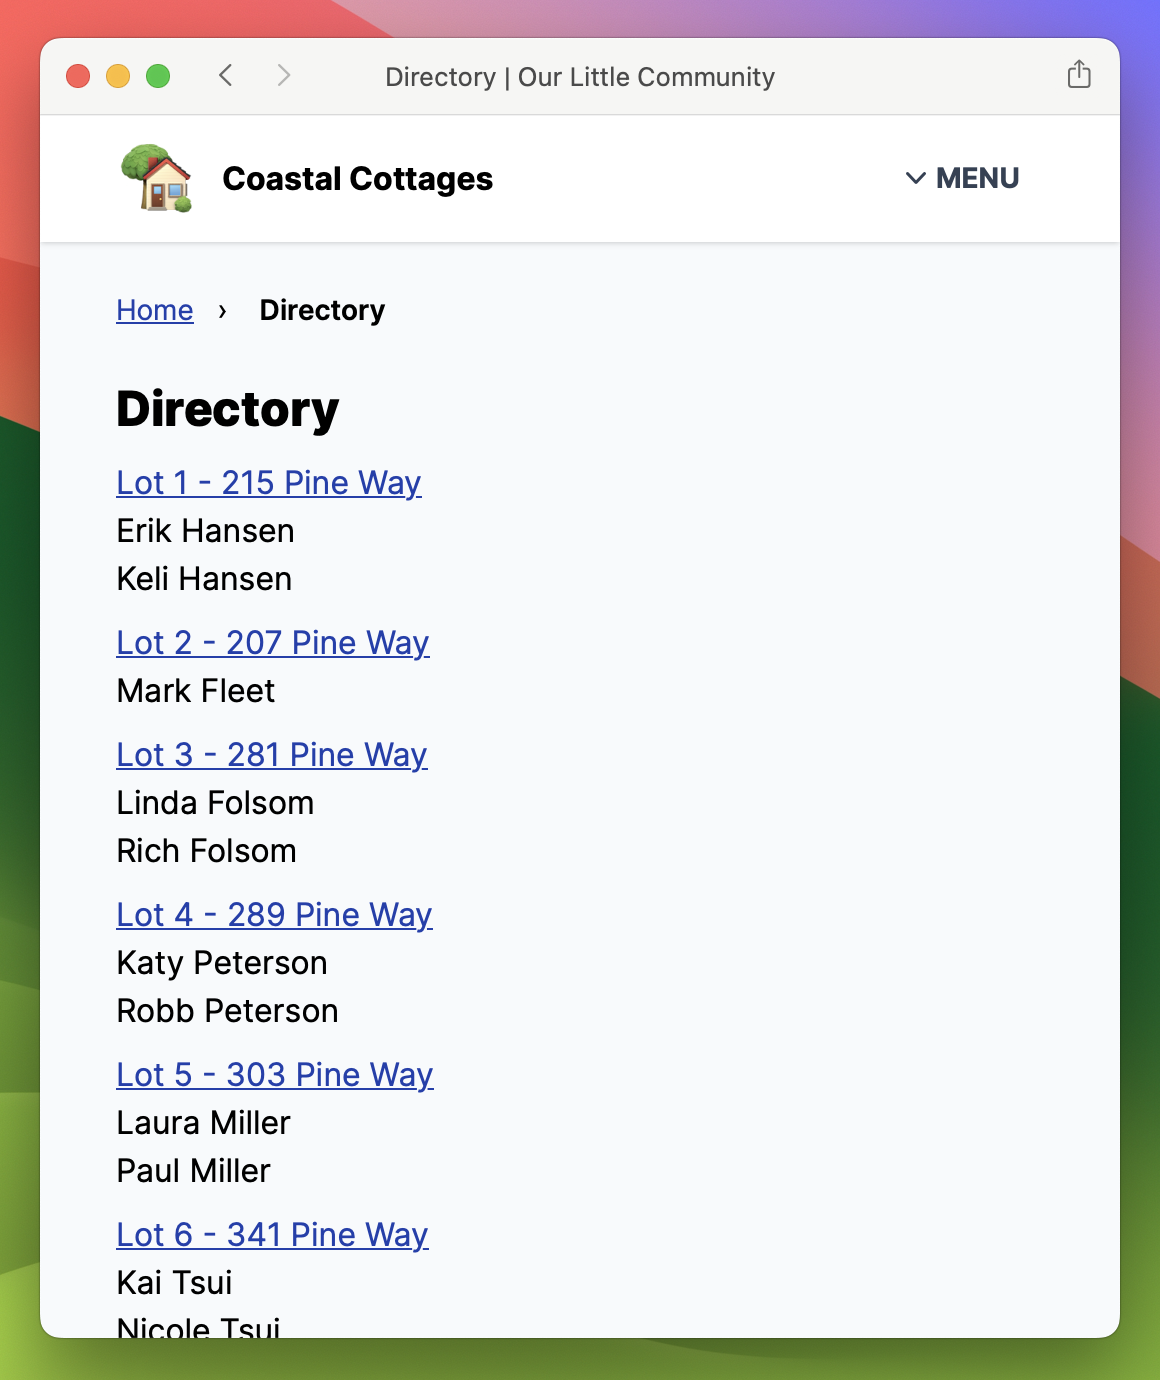 Directory | Our Little Community
Coastal Cottages
MENU
Home › Directory
Directory
Lot 1 - 215 Pine Way
Erik Hansen
Keli Hansen
Lot 2 - 207 Pine Way
Mark Fleet
Lot 3 - 281 Pine Way
Linda Folsom
Rich Folsom
Lot 4 - 289 Pine Way
Katy Peterson
Robb Peterson
Lot 5 - 303 Pine Way
Laura Miller
Paul Miller
Lot 6 - 341 Pine Way
Kai Tsui
Nicole Tsui